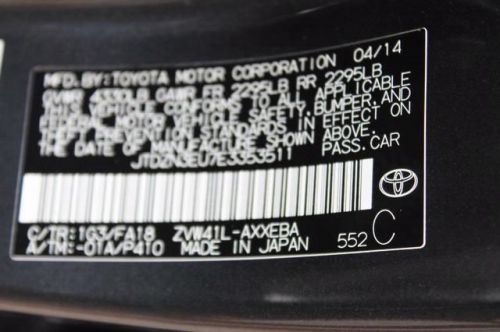 04/14
MFD. BY: TOYOTA MOTOR CORPORATION
GVWR 4330LB GAWR FR 2295LB RR 2295LB
THIS VEHICLE CONFORMS TO ALL APPLICABLE
FEDERAL MOTOR VEHICLE SAFETY, BUMPER, AND
THEFT PREVENTION STANDARDS IN EFFECT ON
THE DATE OF MANUFACTURE SHOWN ABOVE.
JTDZN3EU7E3353511 PASS. CAR
C/TR: 1G3/FA18 ZVW41L-AXXEBA
A/TM: -01A/P410 MADE IN JAPAN 552 C